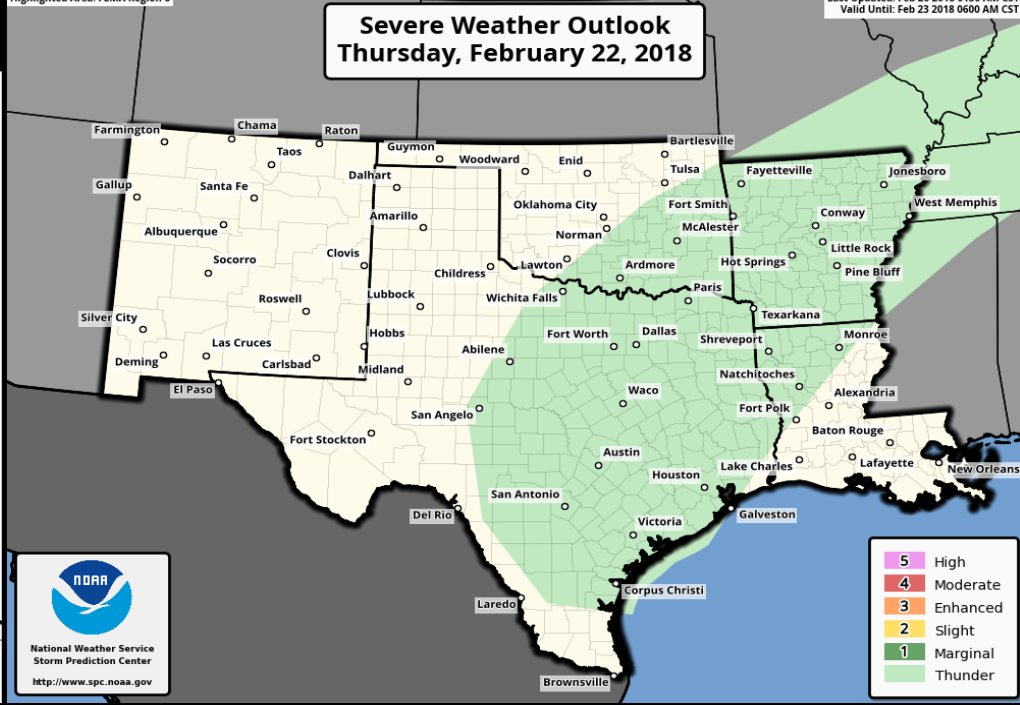 Highlighted Area: FEMA Region 6
Valid Until: Feb 23 2018 0600 AM CST
Severe Weather Outlook
Thursday, February 22, 2018
Farmington
Chama
Raton
Taos
Gallup
Santa Fe
Albuquerque
Socorro
Clovis
Roswell
Silver City
Las Cruces
Deming
Carlsbad
Hobbs
El Paso
Guymon
Woodward
Enid
Bartlesville
Tulsa
Dalhart
Oklahoma City
Norman
Amarillo
Fort Smith
McAlester
Lawton
Ardmore
Childress
Wichita Falls
Paris
Lubbock
Fayetteville
Jonesboro
West Memphis
Conway
Little Rock
Hot Springs
Pine Bluff
Texarkana
Fort Worth
Dallas
Shreveport
Monroe
Abilene
Midland
Natchitoches
Waco
Alexandria
San Angelo
Fort Polk
Baton Rouge
Fort Stockton
Austin
Houston
Lake Charles
Lafayette
New Orleans
San Antonio
Del Rio
Galveston
Victoria
Corpus Christi
Laredo
Brownsville
NOAA
National Weather Service
Storm Prediction Center
http://www.spc.noaa.gov
5 High
4 Moderate
3 Enhanced
2 Slight
1 Marginal
Thunder